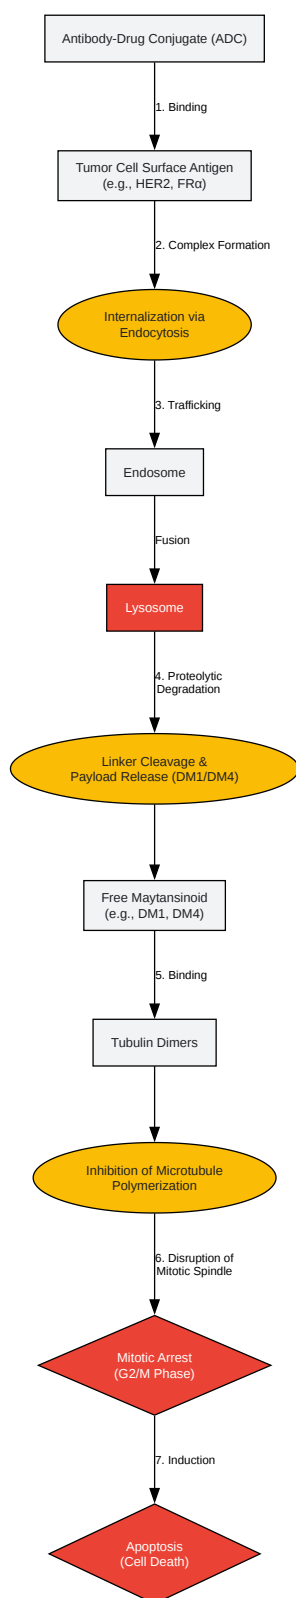 Antibody-Drug Conjugate (ADC)
1. Binding
Tumor Cell Surface Antigen
(e.g., HER2, FRα)
2. Complex Formation
Internalization via
Endocytosis
3. Trafficking
Endosome
Fusion
Lysosome
4. Proteolytic
Degradation
Linker Cleavage &
Payload Release (DM1/DM4)
Free Maytansinoid
(e.g., DM1, DM4)
5. Binding
Tubulin Dimers
Inhibition of Microtubule
Polymerization
6. Disruption of
Mitotic Spindle
Mitotic Arrest
(G2/M Phase)
7. Induction
Apoptosis
(Cell Death)